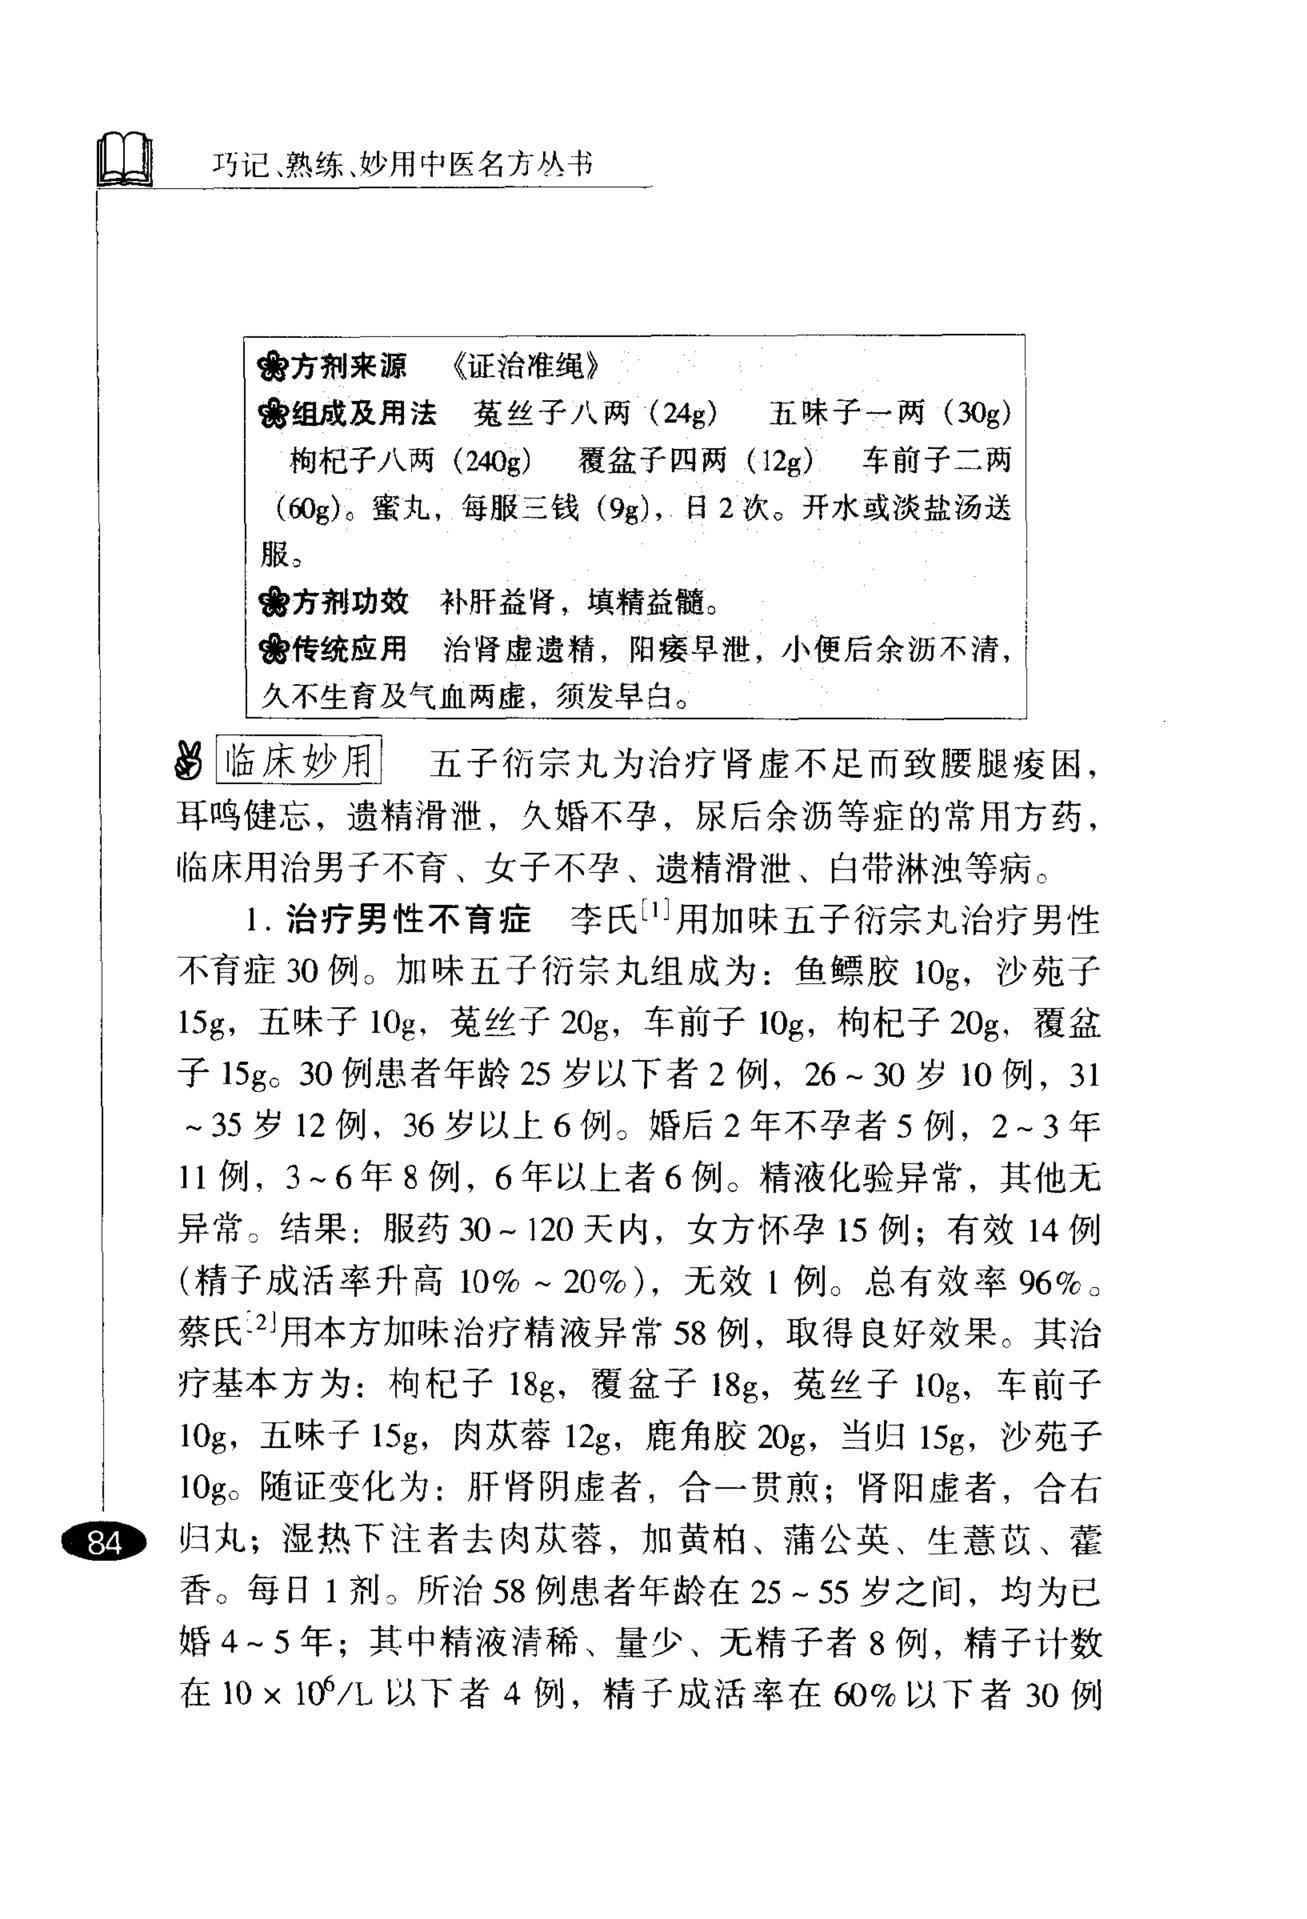 巧记、熟练、妙用中医名方丛书
方剂来源 《证治准绳》
组成及用法 菟丝子八两（24g） 五味子一两（30g）
枸杞子八两（240g） 覆盆子四两（12g） 车前子二两
（60g）。蜜丸，每服三钱（9g），日2次。开水或淡盐汤送
服。
方剂功效 补肝益肾，填精益髓。
传统应用 治肾虚遗精，阳痿早泄，小便后余沥不清，
久不生育及气血两虚，须发早白。
临床妙用 五子衍宗丸为治疗肾虚不足而致腰腿痠困，
耳鸣健忘，遗精滑泄，久婚不孕，尿后余沥等症的常用方药，
临床用治男子不育、女子不孕、遗精滑泄、白带淋浊等病。
1. 治疗男性不育症 李氏[1]用加味五子衍宗丸治疗男性
不育症30例。加味五子衍宗丸组成为：鱼鳔胶10g，沙苑子
15g，五味子10g，菟丝子20g，车前子10g，枸杞子20g，覆盆
子15g。30例患者年龄25岁以下者2例，26～30岁10例，31
～35岁12例，36岁以上6例。婚后2年不孕者5例，2～3年
11例，3～6年8例，6年以上者6例。精液化验异常，其他无
异常。结果：服药30～120天内，女方怀孕15例；有效14例
（精子成活率升高10%～20%），无效1例。总有效率96%。
蔡氏[2]用本方加味治疗精液异常58例，取得良好效果。其治
疗基本方为：枸杞子18g，覆盆子18g，菟丝子10g，车前子
10g，五味子15g，肉苁蓉12g，鹿角胶20g，当归15g，沙苑子
10g。随证变化为：肝肾阴虚者，合一贯煎；肾阳虚者，合右
归丸；湿热下注者去肉苁蓉，加黄柏、蒲公英、生薏苡、藿
香。每日1剂。所治58例患者年龄在25～55岁之间，均为已
婚4～5年；其中精液清稀、量少、无精子者8例，精子计数
在10×10⁶/L以下者4例，精子成活率在60%以下者30例
84